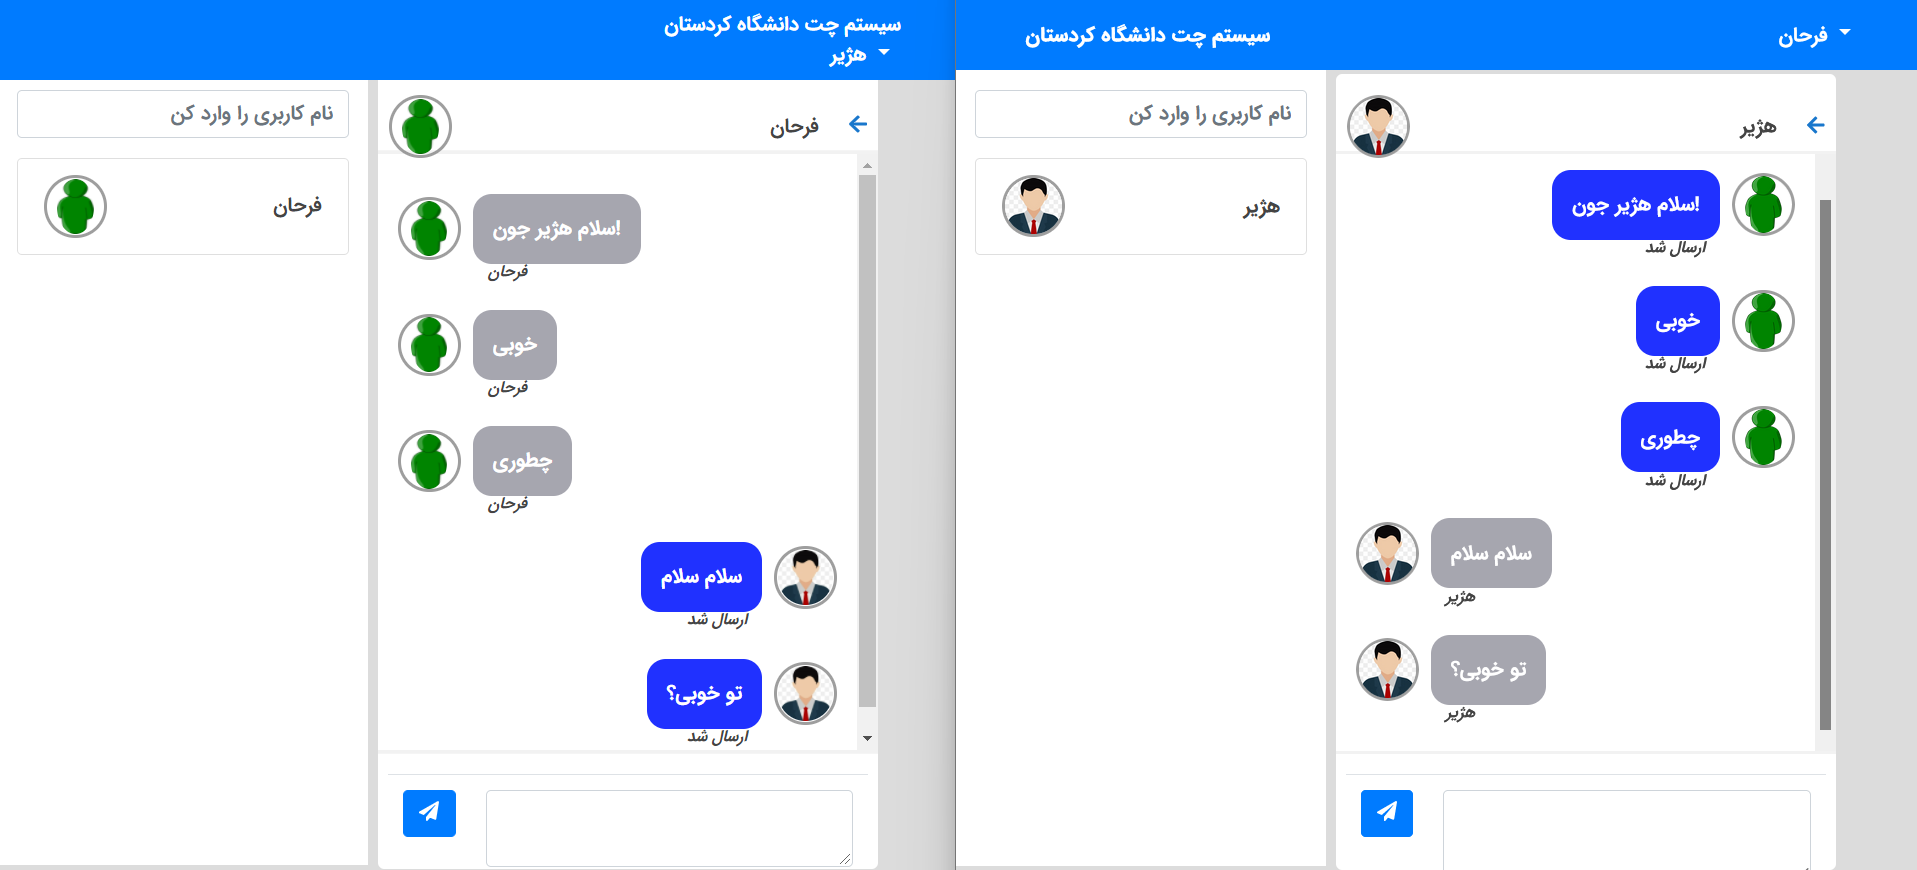 سیستم چت دانشگاه کردستان
هژیر
نام کاربری را وارد کن
فرحان
فرحان
!سلام هژیر جون
فرحان
خوبی
فرحان
چطوری
فرحان
سلام سلام
ارسال شد
تو خوبی؟
ارسال شد
فرحان
سیستم چت دانشگاه کردستان
نام کاربری را وارد کن
هژیر
هژیر
!سلام هژیر جون
ارسال شد
خوبی
ارسال شد
چطوری
ارسال شد
سلام سلام
هژیر
تو خوبی؟
هژیر